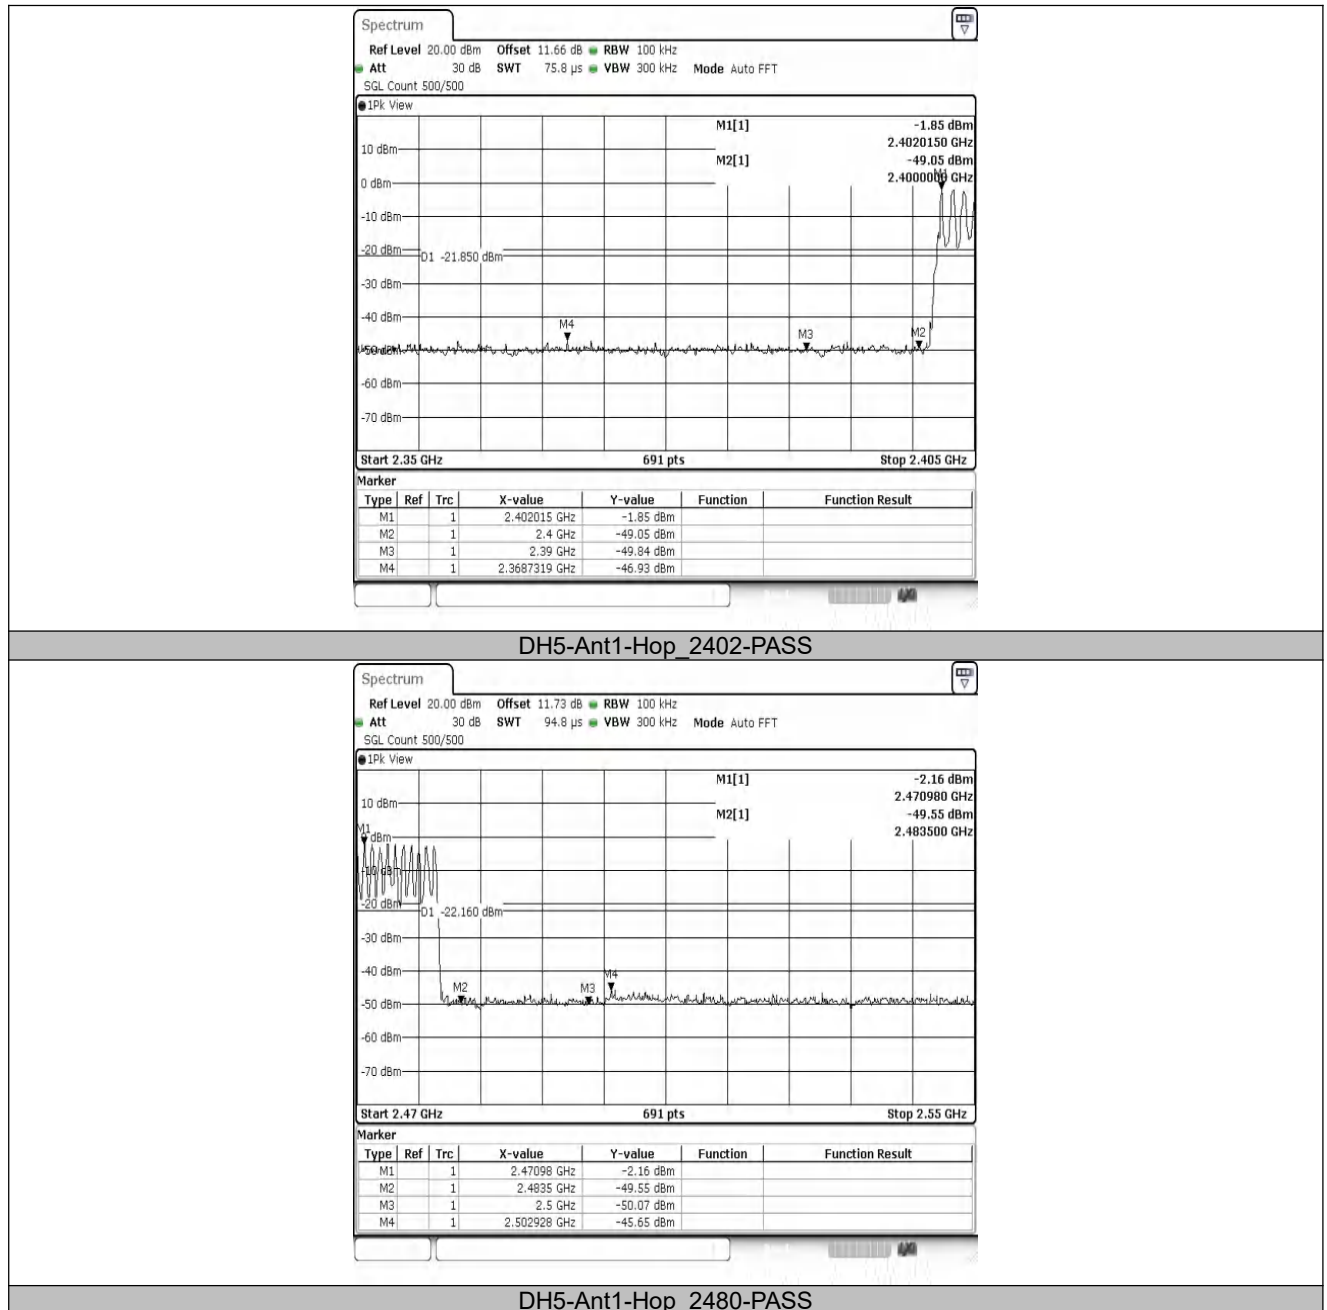 Spectrum
Ref Level 20.00 dBm Offset 11.66 dB RBW 100 kHz
Att 30 dB SWT 75.8 µs VBW 300 kHz Mode Auto FFT
SGL Count 500/500
1Pk View
M1[1] -1.85 dBm
2.4020150 GHz
M2[1] -49.05 dBm
2.4000000 GHz
M1
10 dBm
0 dBm
-10 dBm
-20 dBm
D1 -21.850 dBm
-30 dBm
-40 dBm
M4
M3
M2
-50 dBm
-60 dBm
-70 dBm
Start 2.35 GHz 691 pts Stop 2.405 GHz
Marker
Type Ref Trc X-value Y-value Function Function Result
M1 1 2.402015 GHz -1.85 dBm
M2 1 2.4 GHz -49.05 dBm
M3 1 2.39 GHz -49.84 dBm
M4 1 2.3687319 GHz -46.93 dBm
DH5-Ant1-Hop_2402-PASS
Spectrum
Ref Level 20.00 dBm Offset 11.73 dB RBW 100 kHz
Att 30 dB SWT 94.8 µs VBW 300 kHz Mode Auto FFT
SGL Count 500/500
1Pk View
M1[1] -2.16 dBm
2.470980 GHz
M2[1] -49.55 dBm
2.483500 GHz
10 dBm
M1
0 dBm
-10 dBm
-20 dBm
D1 -22.160 dBm
-30 dBm
-40 dBm
M4
M2
M3
-50 dBm
-60 dBm
-70 dBm
Start 2.47 GHz 691 pts Stop 2.55 GHz
Marker
Type Ref Trc X-value Y-value Function Function Result
M1 1 2.47098 GHz -2.16 dBm
M2 1 2.4835 GHz -49.55 dBm
M3 1 2.5 GHz -50.07 dBm
M4 1 2.502928 GHz -45.65 dBm
DH5-Ant1-Hop_2480-PASS